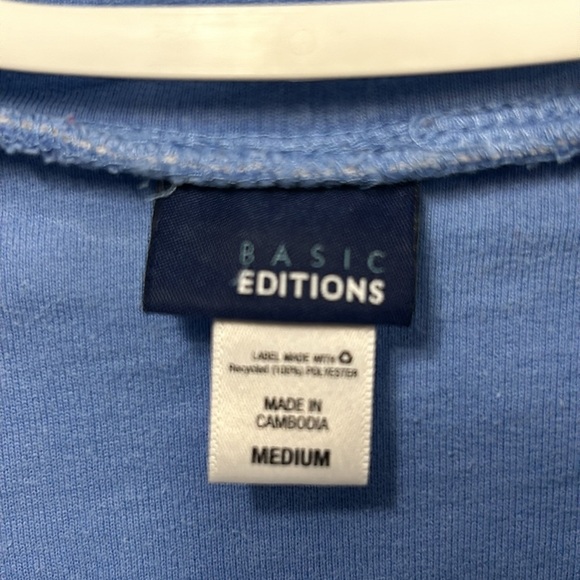 BASIC
EDITIONS
LABEL MADE WITH
Recycled (100%) POLYESTER
MADE IN
CAMBODIA
MEDIUM